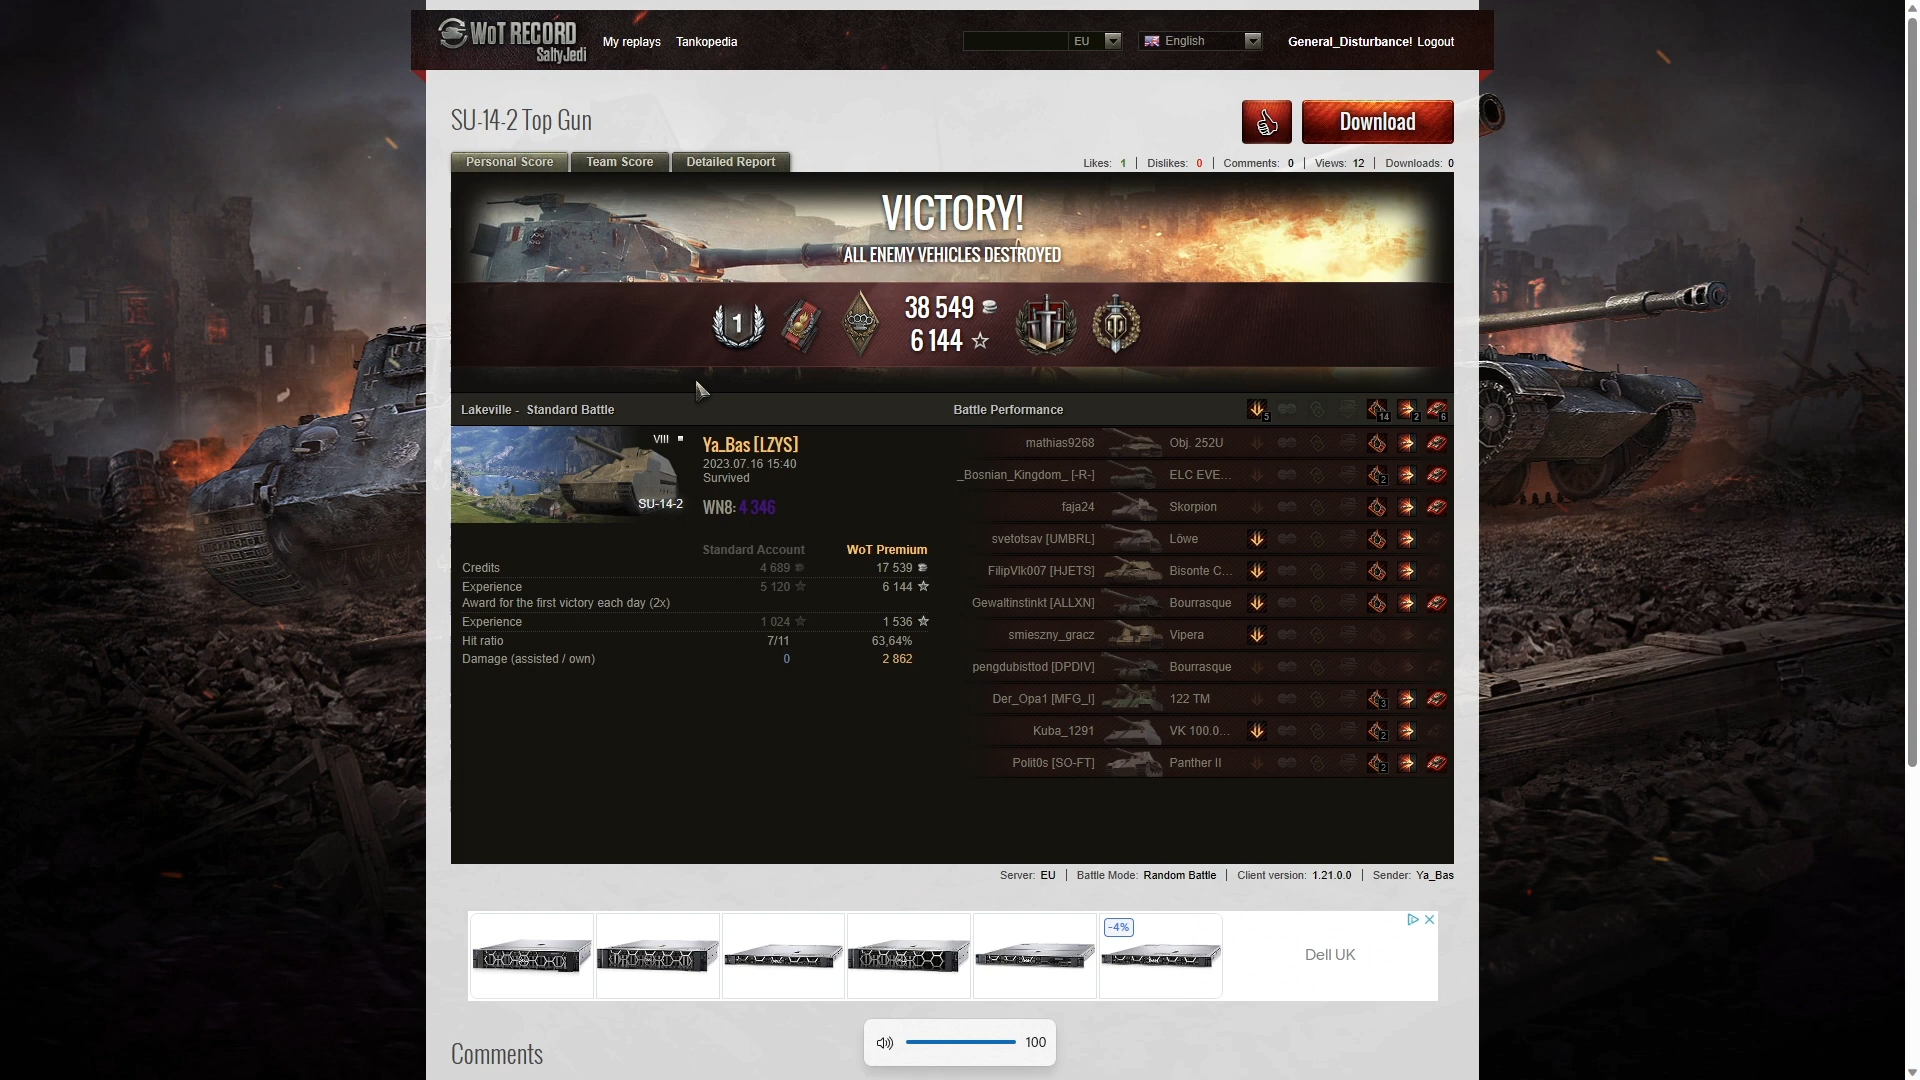 WOT RECORD
SaltyJedi
My replays
Tankopedia
EU
English
General_Disturbance! Logout
SU-14-2 Top Gun
Download
Personal Score
Team Score
Detailed Report
Likes: 1 | Dislikes: 0 | Comments: 0 | Views: 12 | Downloads: 0
VICTORY!
ALL ENEMY VEHICLES DESTROYED
1
38 549
6 144
Lakeville - Standard Battle
Battle Performance
5
14
2
6
VIII
SU-14-2
Ya_Bas [LZYS]
2023.07.16 15:40
Survived
WN8: 4 346
Standard Account WoT Premium
Credits 4 689 17 539
Experience 5 120 6 144
Award for the first victory each day (2x)
Experience 1 024 1 536
Hit ratio 7/11 63,64%
Damage (assisted / own) 0 2 862
mathias9268 Obj. 252U
_Bosnian_Kingdom_ [-R-] ELC EVE... 2
faja24 Skorpion
svetotsav [UMBRL] Löwe
FilipVlk007 [HJETS] Bisonte C...
Gewaltinstinkt [ALLXN] Bourrasque
smieszny_gracz Vipera
pengdubisttod [DPDIV] Bourrasque
Der_Opa1 [MFG_I] 122 TM 3
Kuba_1291 VK 100.0... 2
Polit0s [SO-FT] Panther II 2
Server: EU | Battle Mode: Random Battle | Client version: 1.21.0.0 | Sender: Ya_Bas
-4%
Dell UK
Comments
100